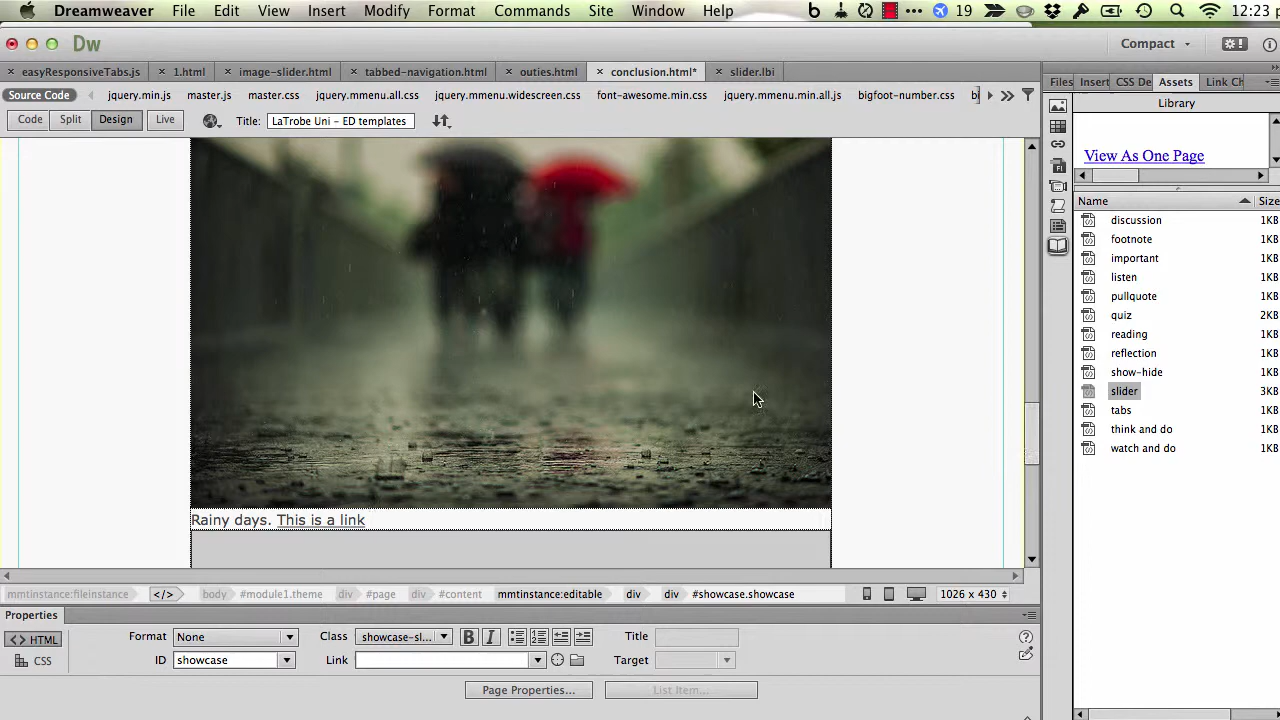 Dreamweaver File Edit View Insert Modify Format Commands Site Window Help 19 12:23
Dw Compact
easyResponsiveTabs.js 1.html image-slider.html tabbed-navigation.html outies.html conclusion.html* slider.lbi
Files Insert CSS De Assets Link Ch
Source Code jquery.min.js master.js master.css jquery.mmenu.all.css jquery.mmenu.widescreen.css font-awesome.min.css jquery.mmenu.min.all.js bigfoot-number.css
Library
Code Split Design Live Title: LaTrobe Uni - ED templates
View As One Page
Name Size
discussion 1KB
footnote 1KB
important 1KB
listen 1KB
pullquote 1KB
quiz 2KB
reading 1KB
reflection 1KB
show-hide 1KB
slider 3KB
tabs 1KB
think and do 1KB
watch and do 1KB
Rainy days. This is a link
mmtinstance:fileinstance </> body #module1.theme div #page div #content mmtinstance:editable div div #showcase.showcase 1026 x 430
Properties
<> HTML Format None Class showcase-sl... B I Title
CSS ID showcase Link Target
Page Properties... List Item...